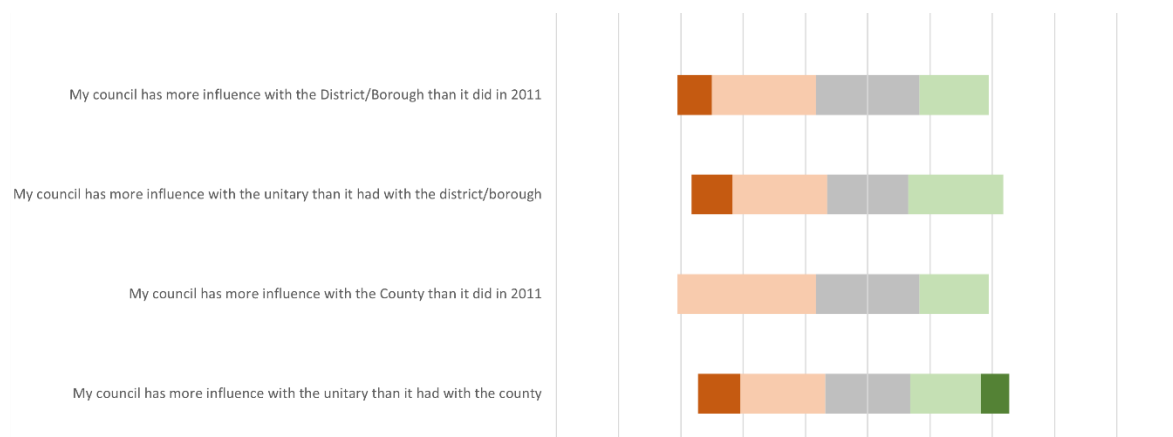 My council has more influence with the District/Borough than it did in 2011
My council has more influence with the unitary than it had with the district/borough
My council has more influence with the County than it did in 2011
My council has more influence with the unitary than it had with the county